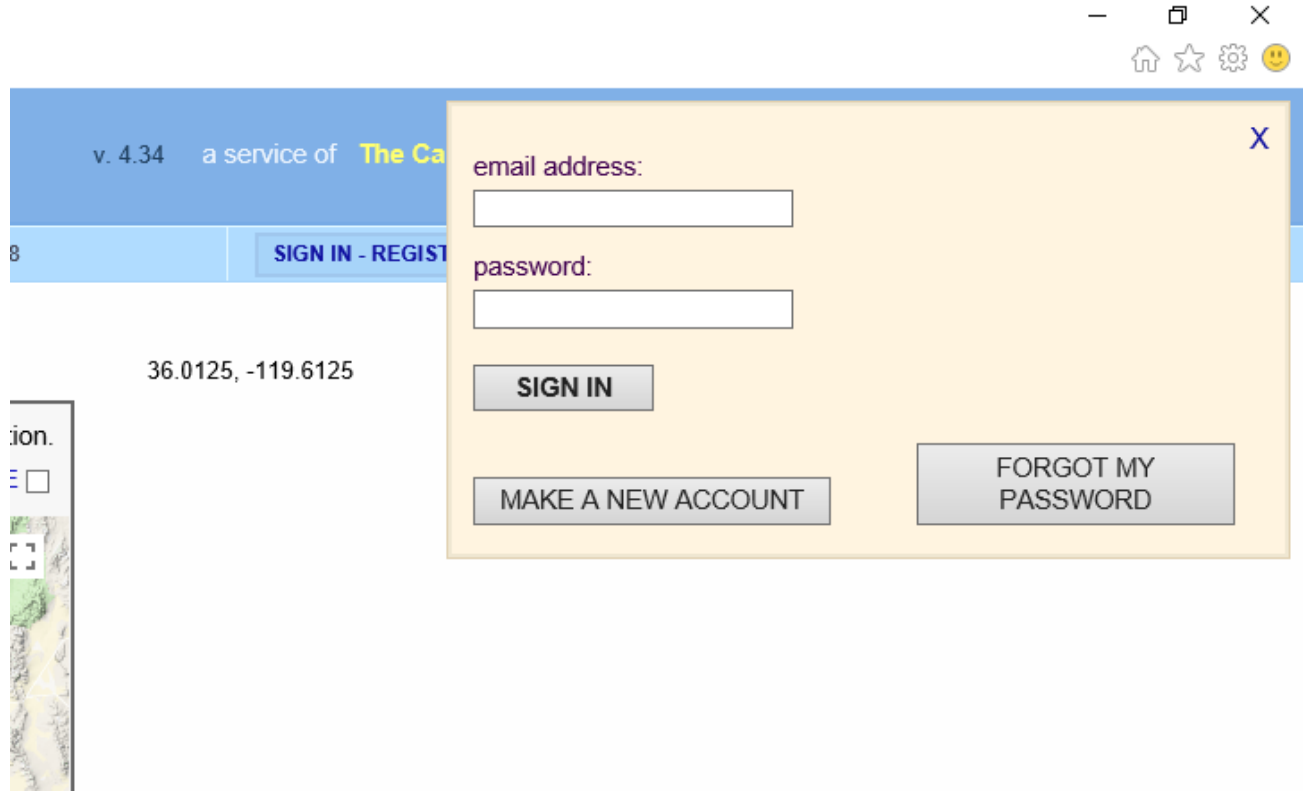 v. 4.34 a service of The Ca
X
email address:
8
SIGN IN - REGIST
password:
36.0125, -119.6125
SIGN IN
tion.
E
FORGOT MY
PASSWORD
MAKE A NEW ACCOUNT